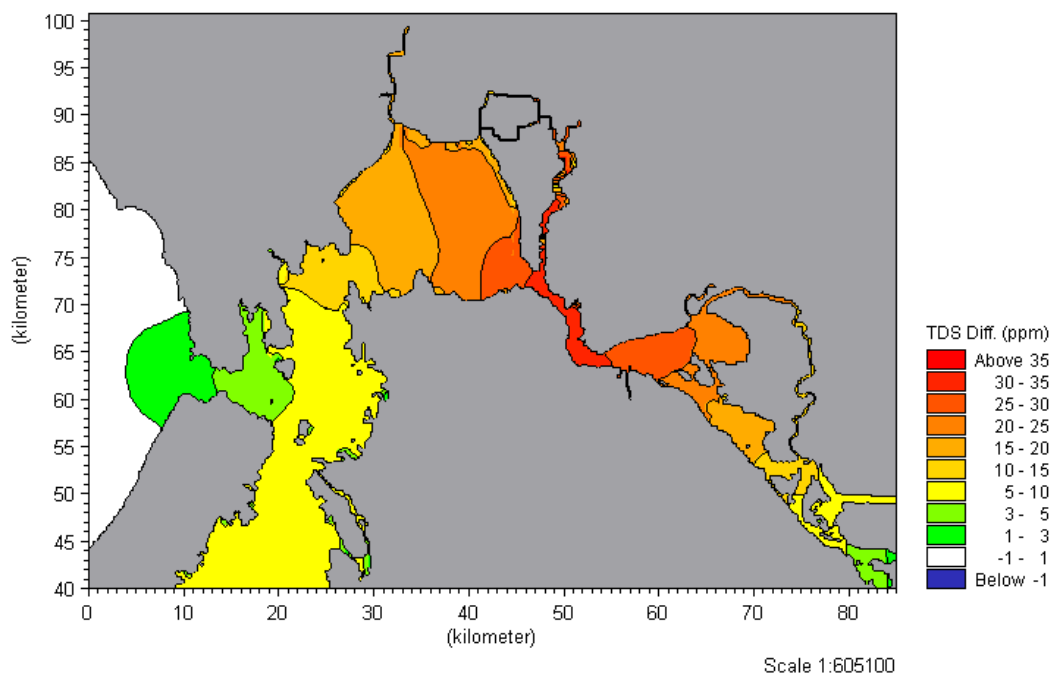 100
95
90
85
80
75
70
65
60
55
50
45
40
(kilometer)
0 10 20 30 40 50 60 70 80
(kilometer)
TDS Diff. (ppm)
Above 35
30 - 35
25 - 30
20 - 25
15 - 20
10 - 15
5 - 10
3 - 5
1 - 3
-1 - 1
Below -1
Scale 1:605100